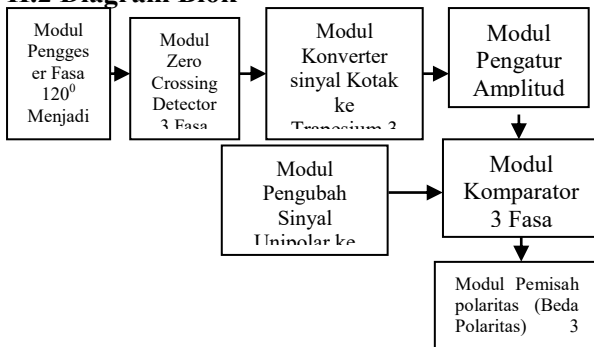 II.2 Diagram Blok
Modul
Pengges
er Fasa
120⁰
Menjadi
Modul
Zero
Crossing
Detector
3 Fasa
Modul
Konverter
sinyal Kotak
ke
Trapesium 3
Modul
Pengatur
Amplitud
Modul
Pengubah
Sinyal
Unipolar ke
Modul
Komparator
3 Fasa
Modul Pemisah
polaritas (Beda
Polaritas) 3